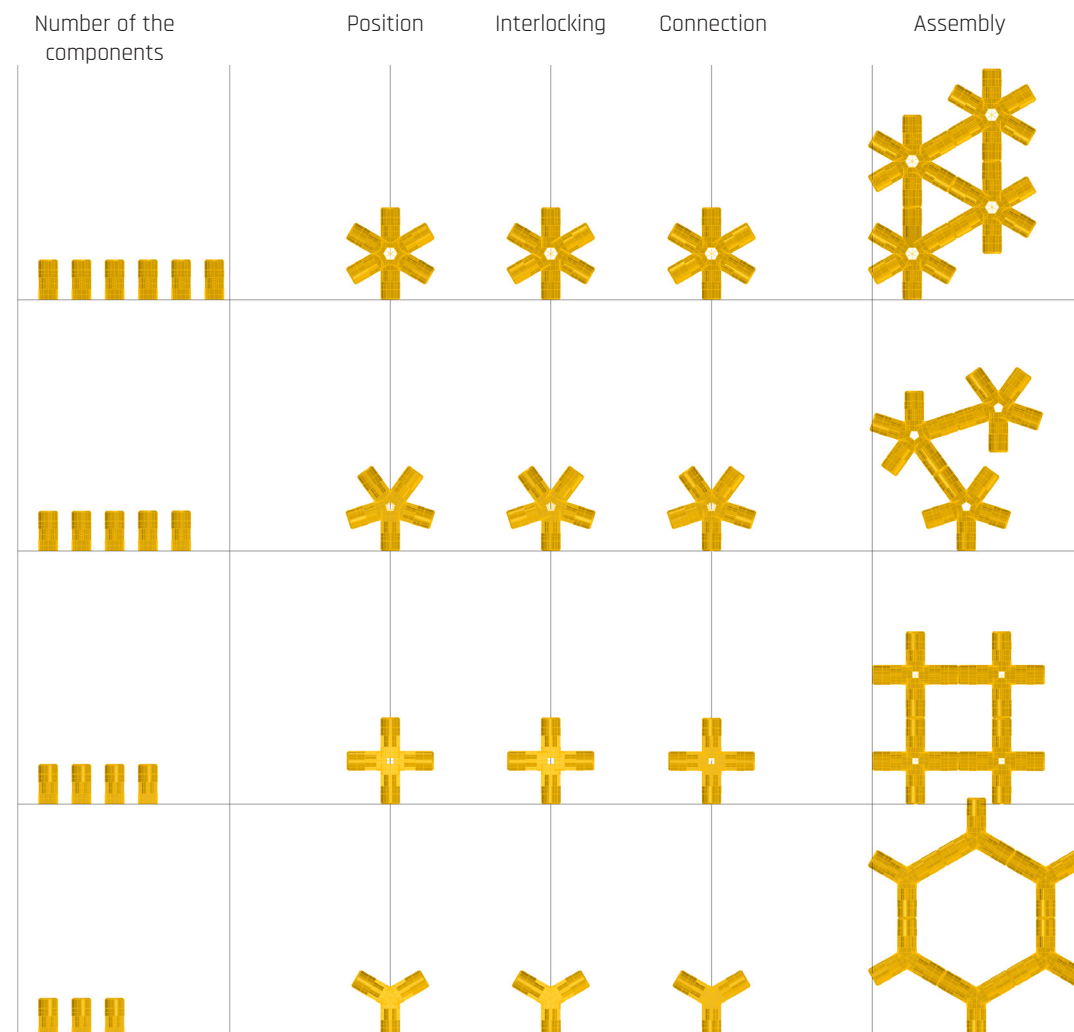 Number of the
components
Position
Interlocking
Connection
Assembly